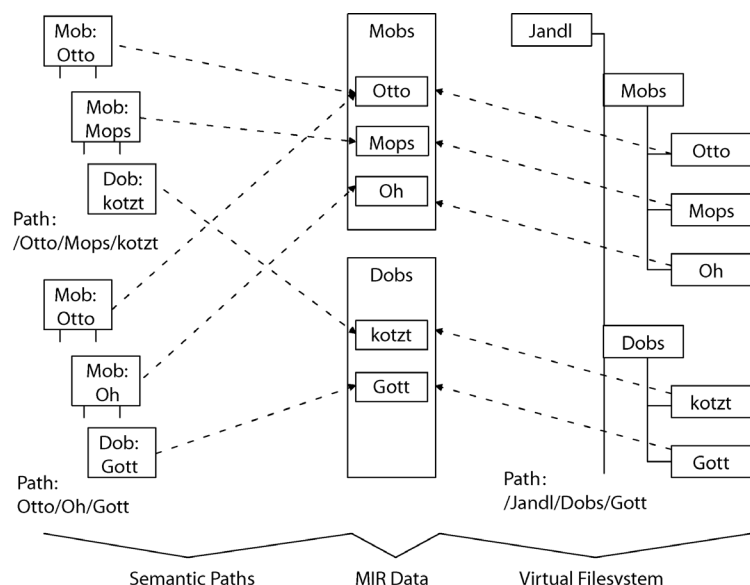 Mob:
Otto
Mob:
Mops
Dob:
kotzt
Path:
/Otto/Mops/kotzt
Mob:
Otto
Mob:
Oh
Dob:
Gott
Path:
Otto/Oh/Gott
Mobs
Otto
Mops
Oh
Dobs
kotzt
Gott
Jandl
Mobs
Otto
Mops
Oh
Dobs
kotzt
Gott
Path:
/Jandl/Dobs/Gott
Semantic Paths
MIR Data
Virtual Filesystem